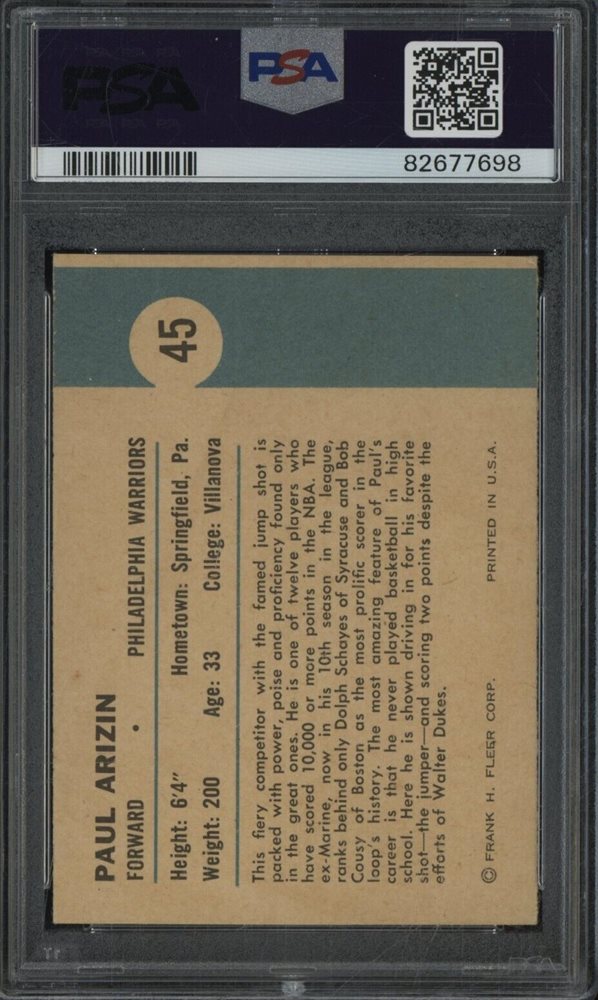 PSA
PSA
82677698
45
PAUL ARIZIN
FORWARD • PHILADELPHIA WARRIORS
Height: 6'4" Hometown: Springfield, Pa.
Weight: 200 Age: 33 College: Villanova
This fiery competitor with the famed jump shot is
packed with power, poise and proficiency found only
in the great ones. He is one of twelve players who
have scored 10,000 or more points in the NBA. The
ex-Marine, now in his 10th season in the league,
ranks behind only Dolph Schayes of Syracuse and Bob
Cousy of Boston as the most prolific scorer in the
loop's history. The most amazing feature of Paul's
career is that he never played basketball in high
school. Here he is shown driving in for his favorite
shot—the jumper—and scoring two points despite the
efforts of Walter Dukes.
© FRANK H. FLEER CORP. PRINTED IN U.S.A.
PSA